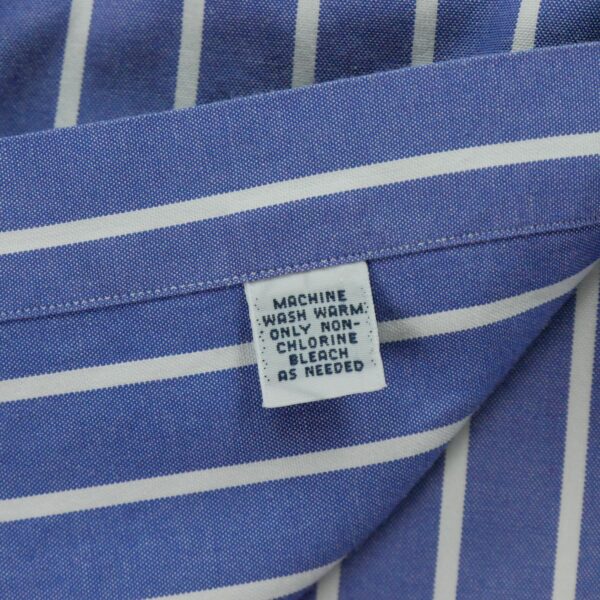 MACHINE
WASH WARM
ONLY NON-
CHLORINE
BLEACH
AS NEEDED